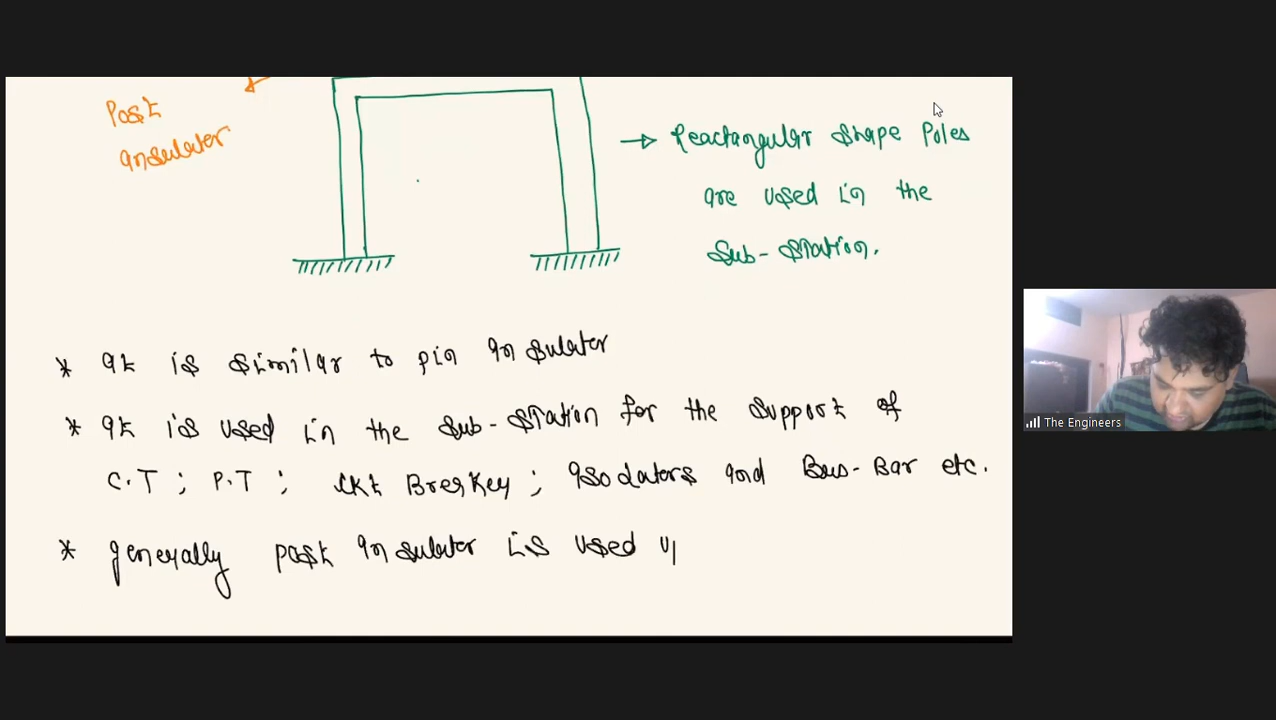 Post
insulator
→ Reactangular shape Poles
are used in the
Sub-Station.
* It is similar to pin Insulator
* It is used in the Sub-Station for the support of
C.T ; P.T ; ckt Breaker ; Isolators and Bus-Bar etc.
* generally post Insulator is used
The Engineers